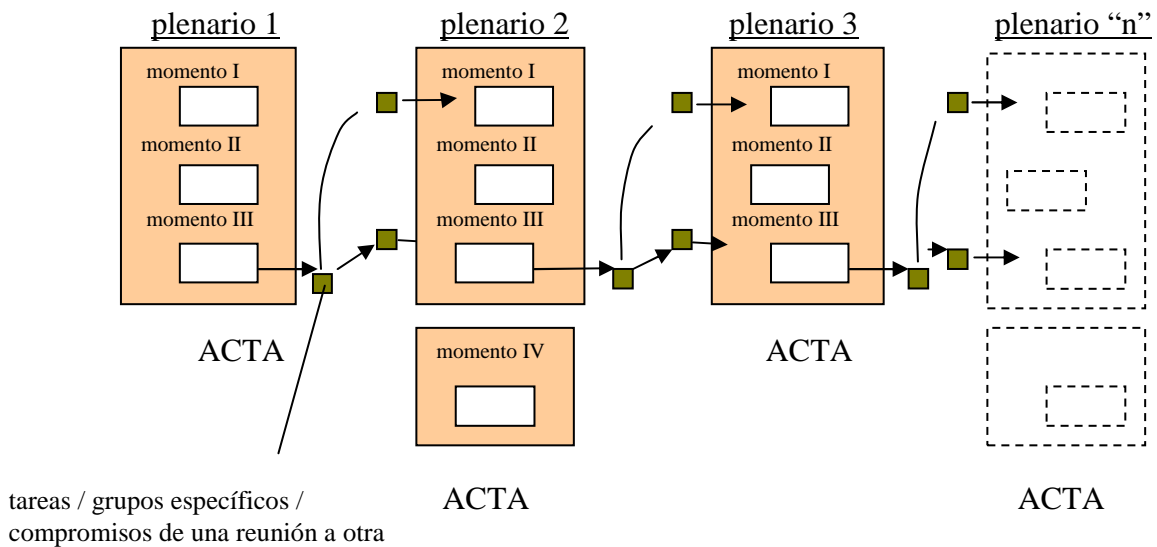 plenario 1
plenario 2
plenario 3
plenario “n”
momento I
momento I
momento I
momento II
momento II
momento II
momento III
momento III
momento III
ACTA
momento IV
ACTA
ACTA
ACTA
tareas / grupos específicos /
compromisos de una reunión a otra